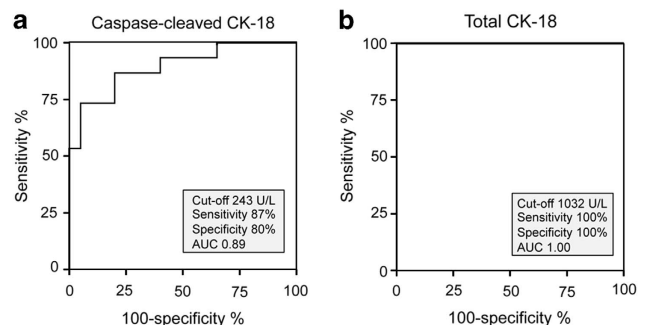 a
Caspase-cleaved CK-18
Sensitivity %
100
75
50
25
0
Cut-off 243 U/L
Sensitivity 87%
Specificity 80%
AUC 0.89
0 25 50 75 100
100-specificity %
b
Total CK-18
Sensitivity %
100
75
50
25
0
Cut-off 1032 U/L
Sensitivity 100%
Specificity 100%
AUC 1.00
0 25 50 75 100
100-specificity %